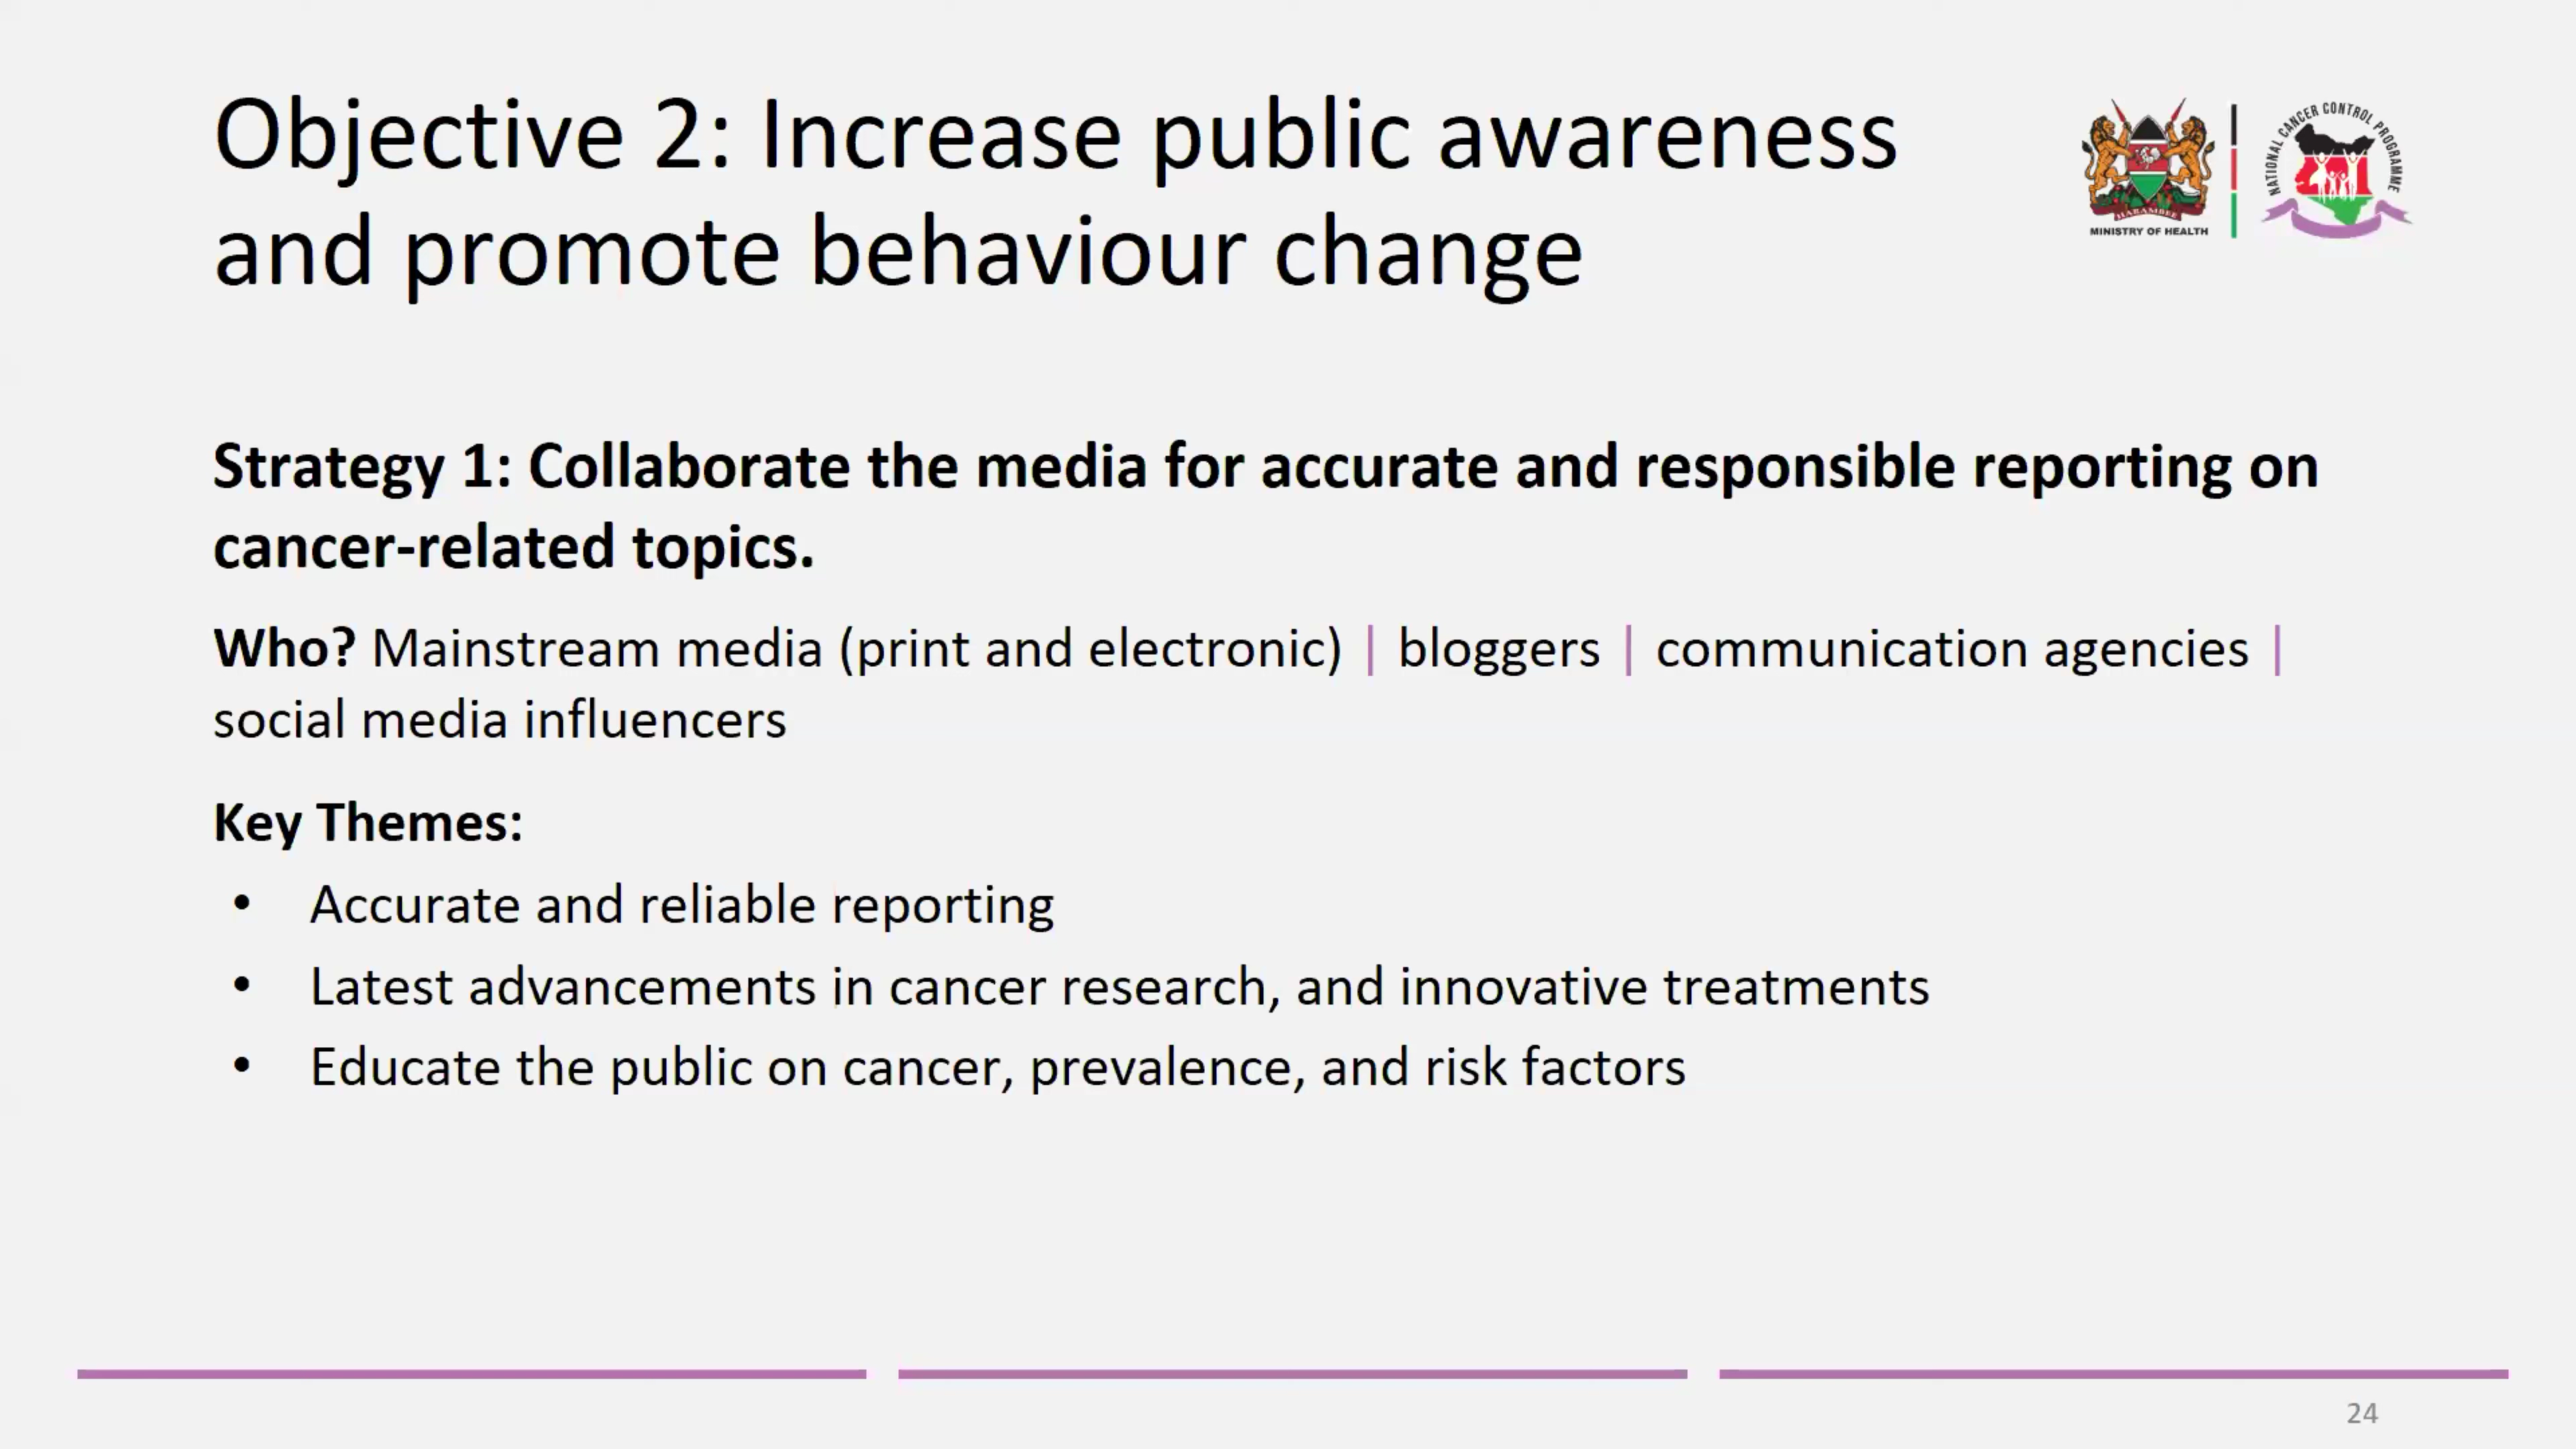 Objective 2: Increase public awareness
and promote behaviour change
HARAMBEE
MINISTRY OF HEALTH
NATIONAL CANCER CONTROL PROGRAMME
Strategy 1: Collaborate the media for accurate and responsible reporting on
cancer-related topics.
Who? Mainstream media (print and electronic) | bloggers | communication agencies |
social media influencers
Key Themes:
• Accurate and reliable reporting
• Latest advancements in cancer research, and innovative treatments
• Educate the public on cancer, prevalence, and risk factors
24